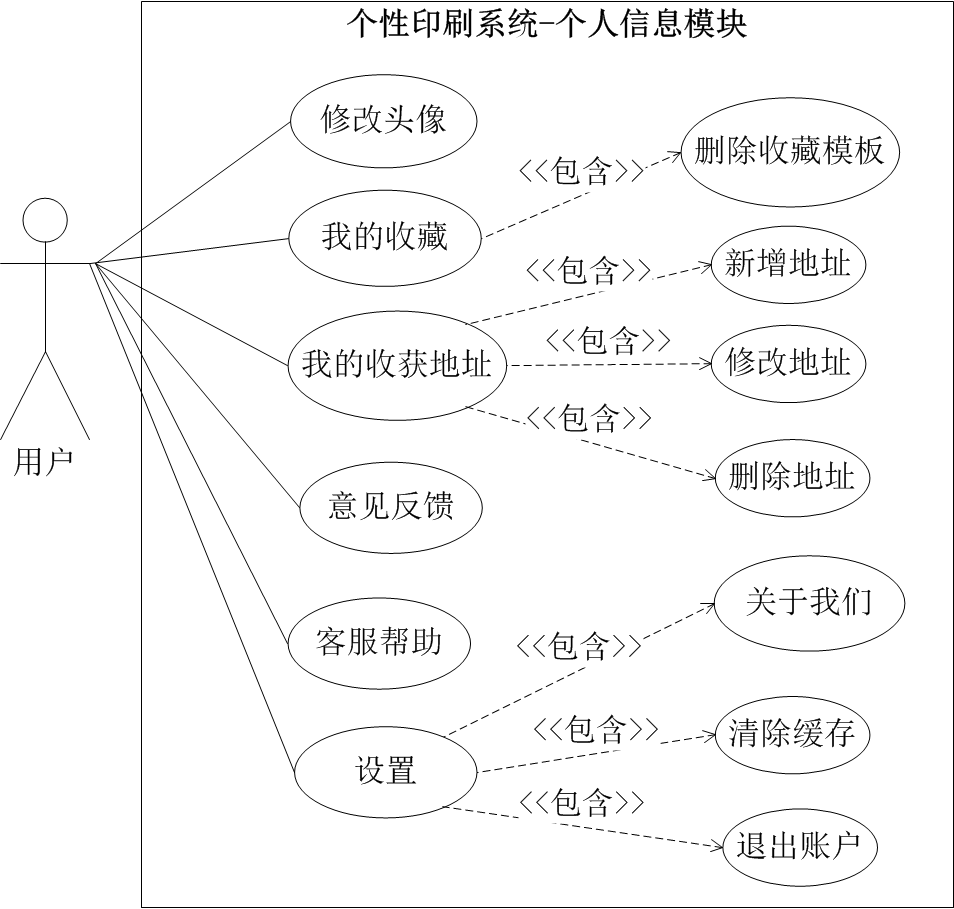 个性印刷系统-个人信息模块
修改头像
删除收藏模板
<<包含>>
我的收藏
新增地址
<<包含>>
<<包含>>
我的收获地址
修改地址
<<包含>>
用户
删除地址
意见反馈
关于我们
客服帮助
<<包含>>
<<包含>>
清除缓存
设置
<<包含>>
退出账户